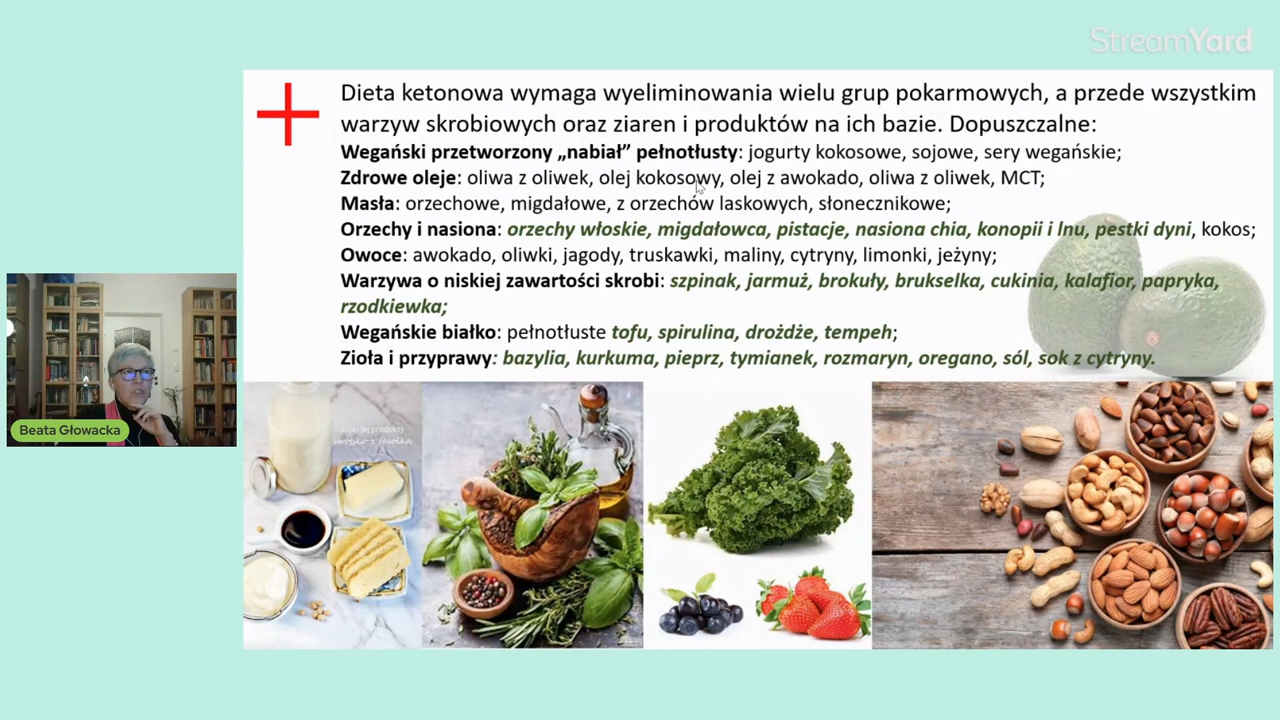 StreamYard
Dieta ketonowa wymaga wyeliminowania wielu grup pokarmowych, a przede wszystkim
warzyw skrobiowych oraz ziaren i produktów na ich bazie. Dopuszczalne:
Wegański przetworzony „nabiał” pełnotłusty: jogurty kokosowe, sojowe, sery wegańskie;
Zdrowe oleje: oliwa z oliwek, olej kokosowy, olej z awokado, oliwa z oliwek, MCT;
Masła: orzechowe, migdałowe, z orzechów laskowych, słonecznikowe;
Orzechy i nasiona: orzechy włoskie, migdałowca, pistacje, nasiona chia, konopii i lnu, pestki dyni, kokos;
Owoce: awokado, oliwki, jagody, truskawki, maliny, cytryny, limonki, jeżyny;
Warzywa o niskiej zawartości skrobi: szpinak, jarmuż, brokuły, brukselka, cukinia, kalafior, papryka,
rzodkiewka;
Wegańskie białko: pełnotłuste tofu, spirulina, drożdże, tempeh;
Zioła i przyprawy: bazylia, kurkuma, pieprz, tymianek, rozmaryn, oregano, sól, sok z cytryny.
Beata Głowacka
produkty
z fasolką